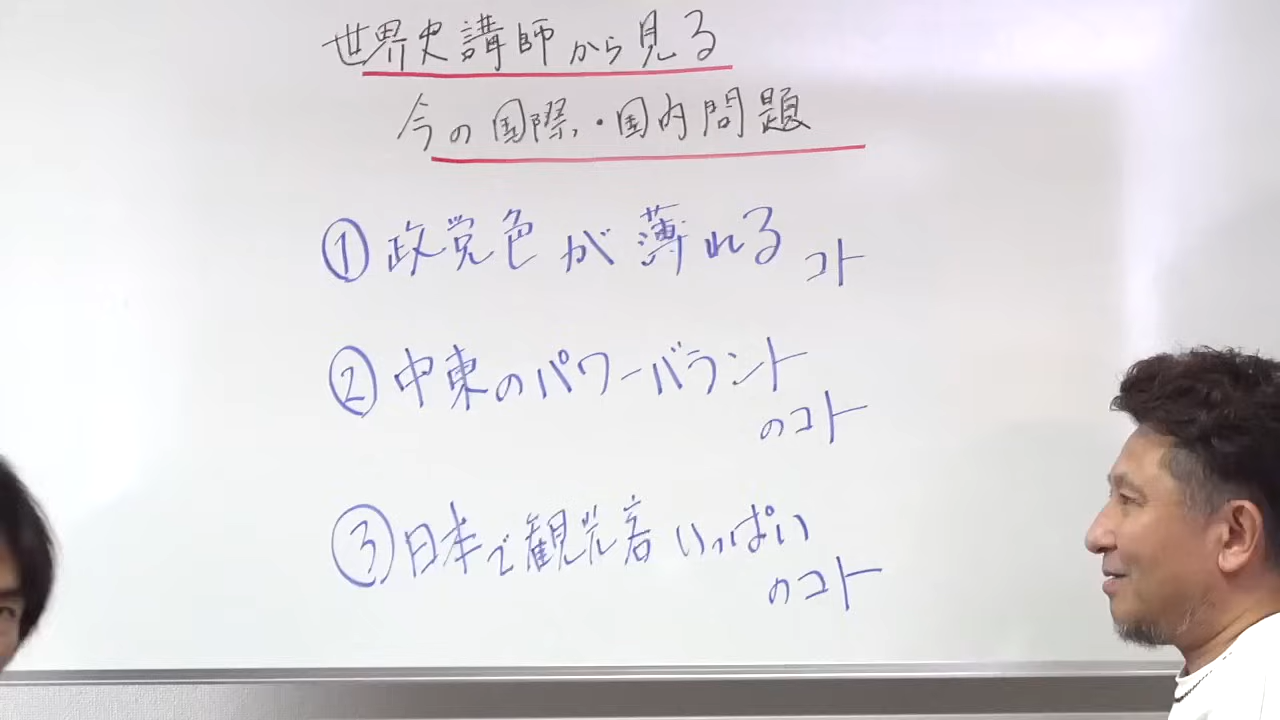 世界史講師から見る
今の国際・国内問題
① 政党色が薄れるコト
② 中東のパワーバラント
のコト
③ 日本で観光客いっぱい
のコト